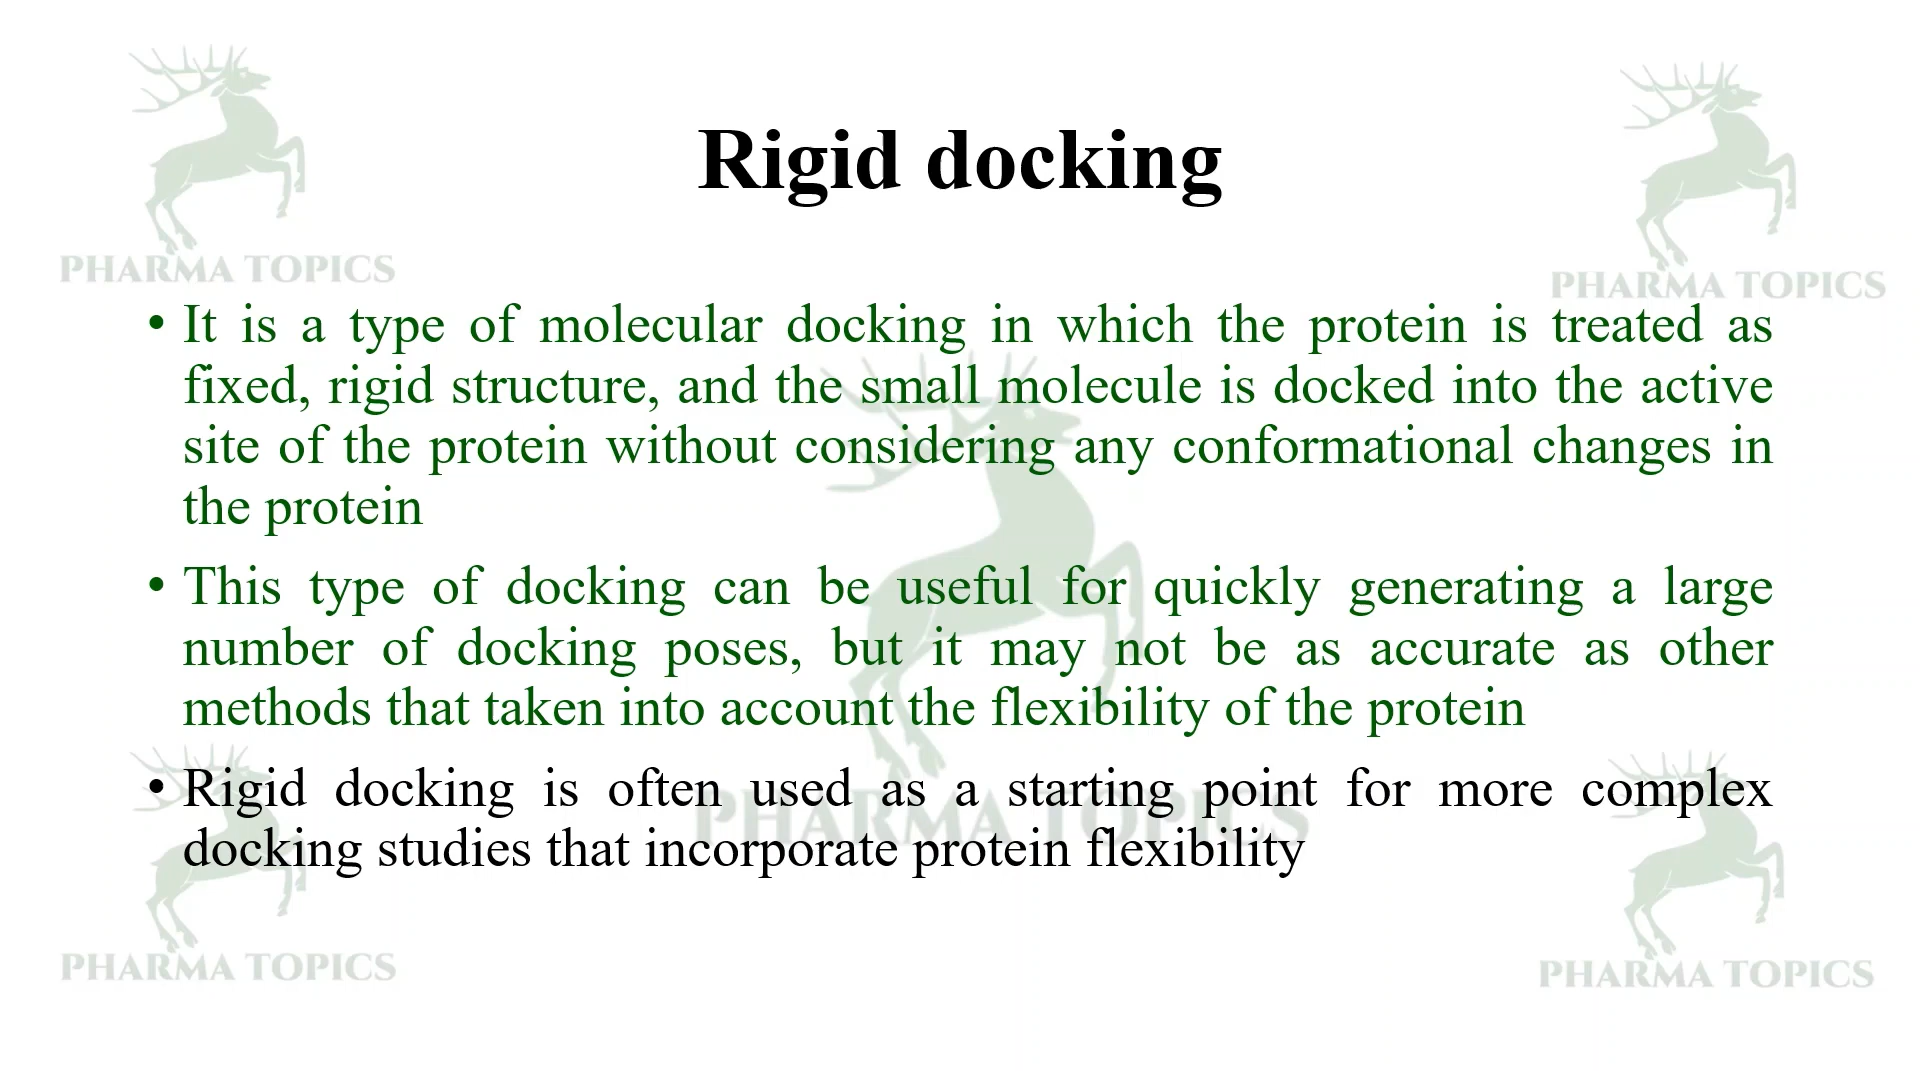 PHARMA TOPICS
PHARMA TOPICS
Rigid docking
• It is a type of molecular docking in which the protein is treated as
fixed, rigid structure, and the small molecule is docked into the active
site of the protein without considering any conformational changes in
the protein
• This type of docking can be useful for quickly generating a large
number of docking poses, but it may not be as accurate as other
methods that taken into account the flexibility of the protein
• Rigid docking is often used as a starting point for more complex
docking studies that incorporate protein flexibility
PHARMA TOPICS
PHARMA TOPICS
PHARMA TOPICS